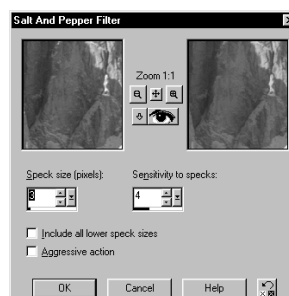 Salt And Pepper Filter
Zoom 1:1
Speck size (pixels):
Sensitivity to specks:
3
4
Include all lower speck sizes
Aggressive action
OK
Cancel
Help